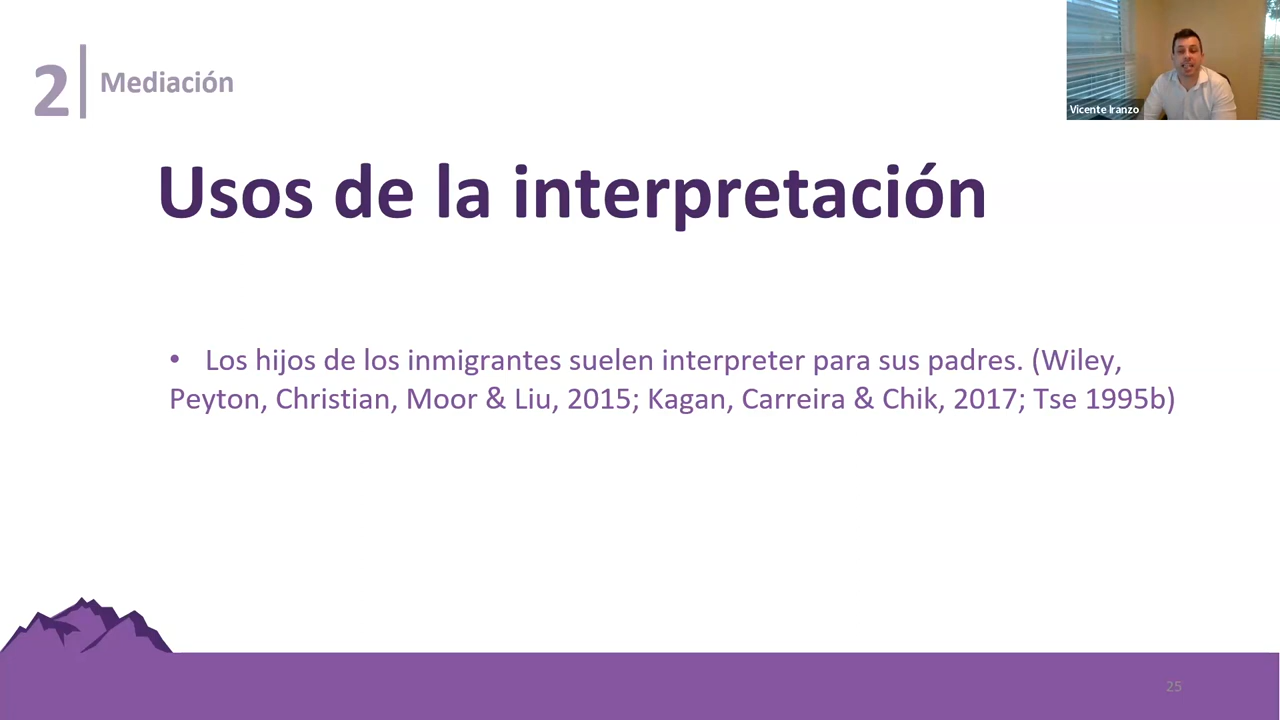 2
Mediación
Vicente Iranzo
Usos de la interpretación
• Los hijos de los inmigrantes suelen interpreter para sus padres. (Wiley,
Peyton, Christian, Moor & Liu, 2015; Kagan, Carreira & Chik, 2017; Tse 1995b)
25